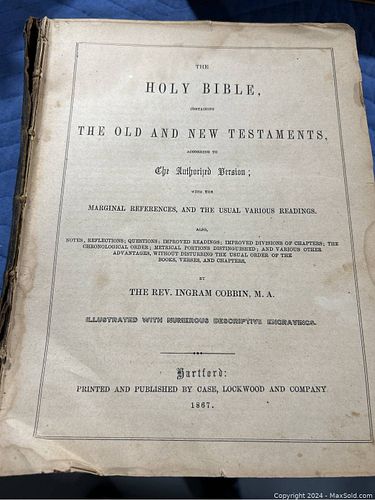 THE
HOLY BIBLE,
CONTAINING
THE OLD AND NEW TESTAMENTS,
ACCORDING TO
The Authorized Version;
WITH THE
MARGINAL REFERENCES, AND THE USUAL VARIOUS READINGS.
ALSO,
NOTES, REFLECTIONS; QUESTIONS; IMPROVED READINGS; IMPROVED DIVISIONS OF CHAPTERS; THE
CHRONOLOGICAL ORDER; METRICAL PORTIONS DISTINGUISHED; AND VARIOUS OTHER
ADVANTAGES, WITHOUT DISTURBING THE USUAL ORDER OF THE
BOOKS, VERSES, AND CHAPTERS.
BY
THE REV. INGRAM COBBIN, M. A.
ILLUSTRATED WITH NUMEROUS DESCRIPTIVE ENGRAVINGS.
Hartford:
PRINTED AND PUBLISHED BY CASE, LOCKWOOD AND COMPANY
1867.
Copyright 2024 - MaxSold.com